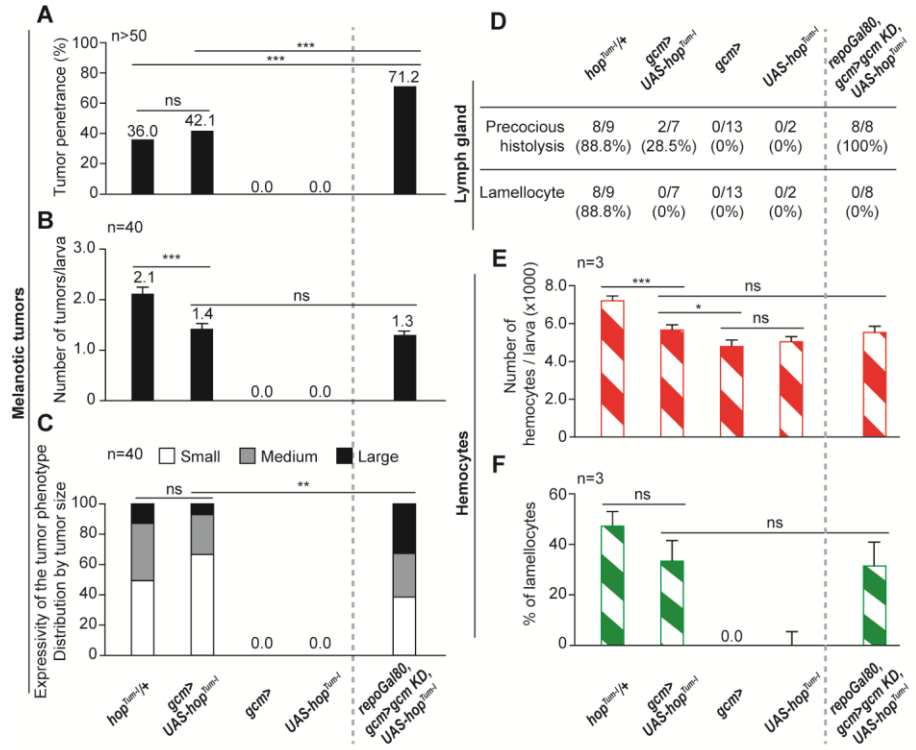 A
n>50
Tumor penetrance (%)
100
80
60
40
20
0
36.0
ns
42.1
0.0
0.0
***
***
71.2
B
n=40
Number of tumors/larva
3.0
2.0
1.0
0.0
2.1
***
1.4
0.0
0.0
ns
1.3
Melanotic tumors
C
n=40
Small
Medium
Large
Expressivity of the tumor phenotype
Distribution by tumor size
100
80
60
40
20
0
ns
**
0.0
0.0
hop^Tum-l/+
gcm>
UAS-hop^Tum-l
gcm>
UAS-hop^Tum-l
repoGal80,
gcm>gcm KD,
UAS-hop^Tum-l
D
hop^Tum-l/+
gcm>
UAS-hop^Tum-l
gcm>
UAS-hop^Tum-l
repoGal80,
gcm>gcm KD,
UAS-hop^Tum-l
Lymph gland
Precocious 8/9 2/7 0/13 0/2 8/8
histolysis (88.8%) (28.5%) (0%) (0%) (100%)
Lamellocyte 8/9 0/7 0/13 0/2 0/8
(88.8%) (0%) (0%) (0%) (0%)
E
n=3
Number of
hemocytes / larva (x1000)
8.0
6.0
4.0
2.0
0.0
***
*
ns
ns
Hemocytes
F
n=3
% of lamellocytes
60
40
20
0
ns
ns
0.0
hop^Tum-l/+
gcm>
UAS-hop^Tum-l
gcm>
UAS-hop^Tum-l
repoGal80,
gcm>gcm KD,
UAS-hop^Tum-l